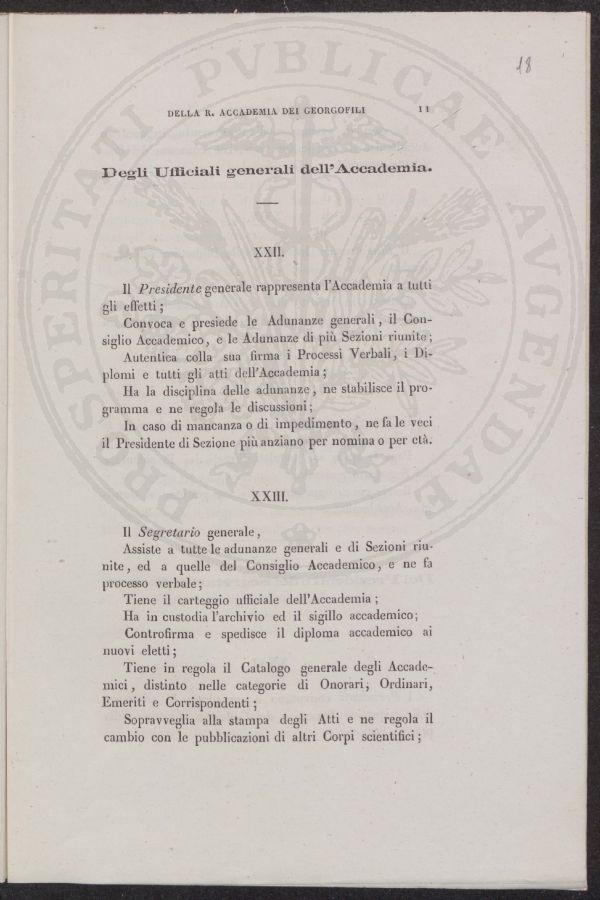 18
DELLA R. ACCADEMIA DEI GEORGOFILI 11
Degli Ufficiali generali dell'Accademia.
XXII.
Il Presidente generale rappresenta l'Accademia a tutti
gli effetti ;
Convoca e presiede le Adunanze generali , il Con-
siglio Accademico , e le Adunanze di più Sezioni riunite ;
Autentica colla sua firma i Processi Verbali , i Di-
plomi e tutti gli atti dell'Accademia ;
Ha la disciplina delle adunanze , ne stabilisce il pro-
gramma e ne regola le discussioni ;
In caso di mancanza o di impedimento , ne fa le veci
il Presidente di Sezione più anziano per nomina o per età.
XXIII.
Il Segretario generale ,
Assiste a tutte le adunanze generali e di Sezioni riu-
nite , ed a quelle del Consiglio Accademico , e ne fa
processo verbale ;
Tiene il carteggio ufficiale dell'Accademia ;
Ha in custodia l'archivio ed il sigillo accademico ;
Controfirma e spedisce il diploma accademico ai
nuovi eletti ;
Tiene in regola il Catalogo generale degli Accade-
mici , distinto nelle categorie di Onorari , Ordinari ,
Emeriti e Corrispondenti ;
Sopravveglia alla stampa degli Atti e ne regola il
cambio con le pubblicazioni di altri Corpi scientifici ;
PROSPERITATI PVBLICAE AVGENDAE